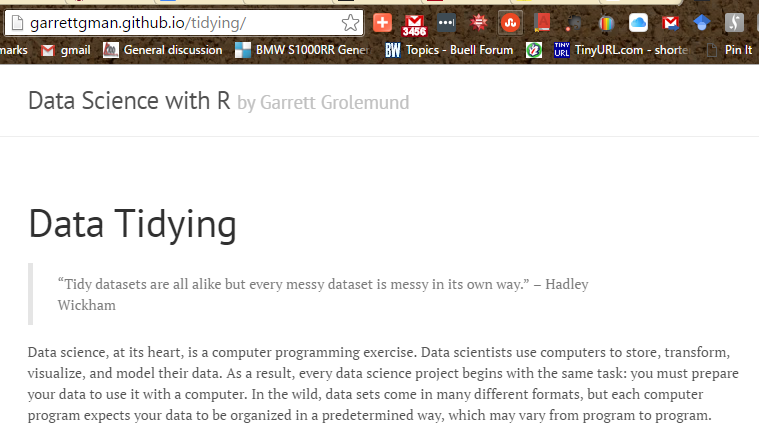 garrettgman.github.io/tidying/
3456
marks gmail General discussion BMW S1000RR Gener BW Topics - Buell Forum TINY URL TinyURL.com - shorte Pin It
Data Science with R by Garrett Grolemund
Data Tidying
“Tidy datasets are all alike but every messy dataset is messy in its own way.” – Hadley
Wickham
Data science, at its heart, is a computer programming exercise. Data scientists use computers to store, transform,
visualize, and model their data. As a result, every data science project begins with the same task: you must prepare
your data to use it with a computer. In the wild, data sets come in many different formats, but each computer
program expects your data to be organized in a predetermined way, which may vary from program to program.